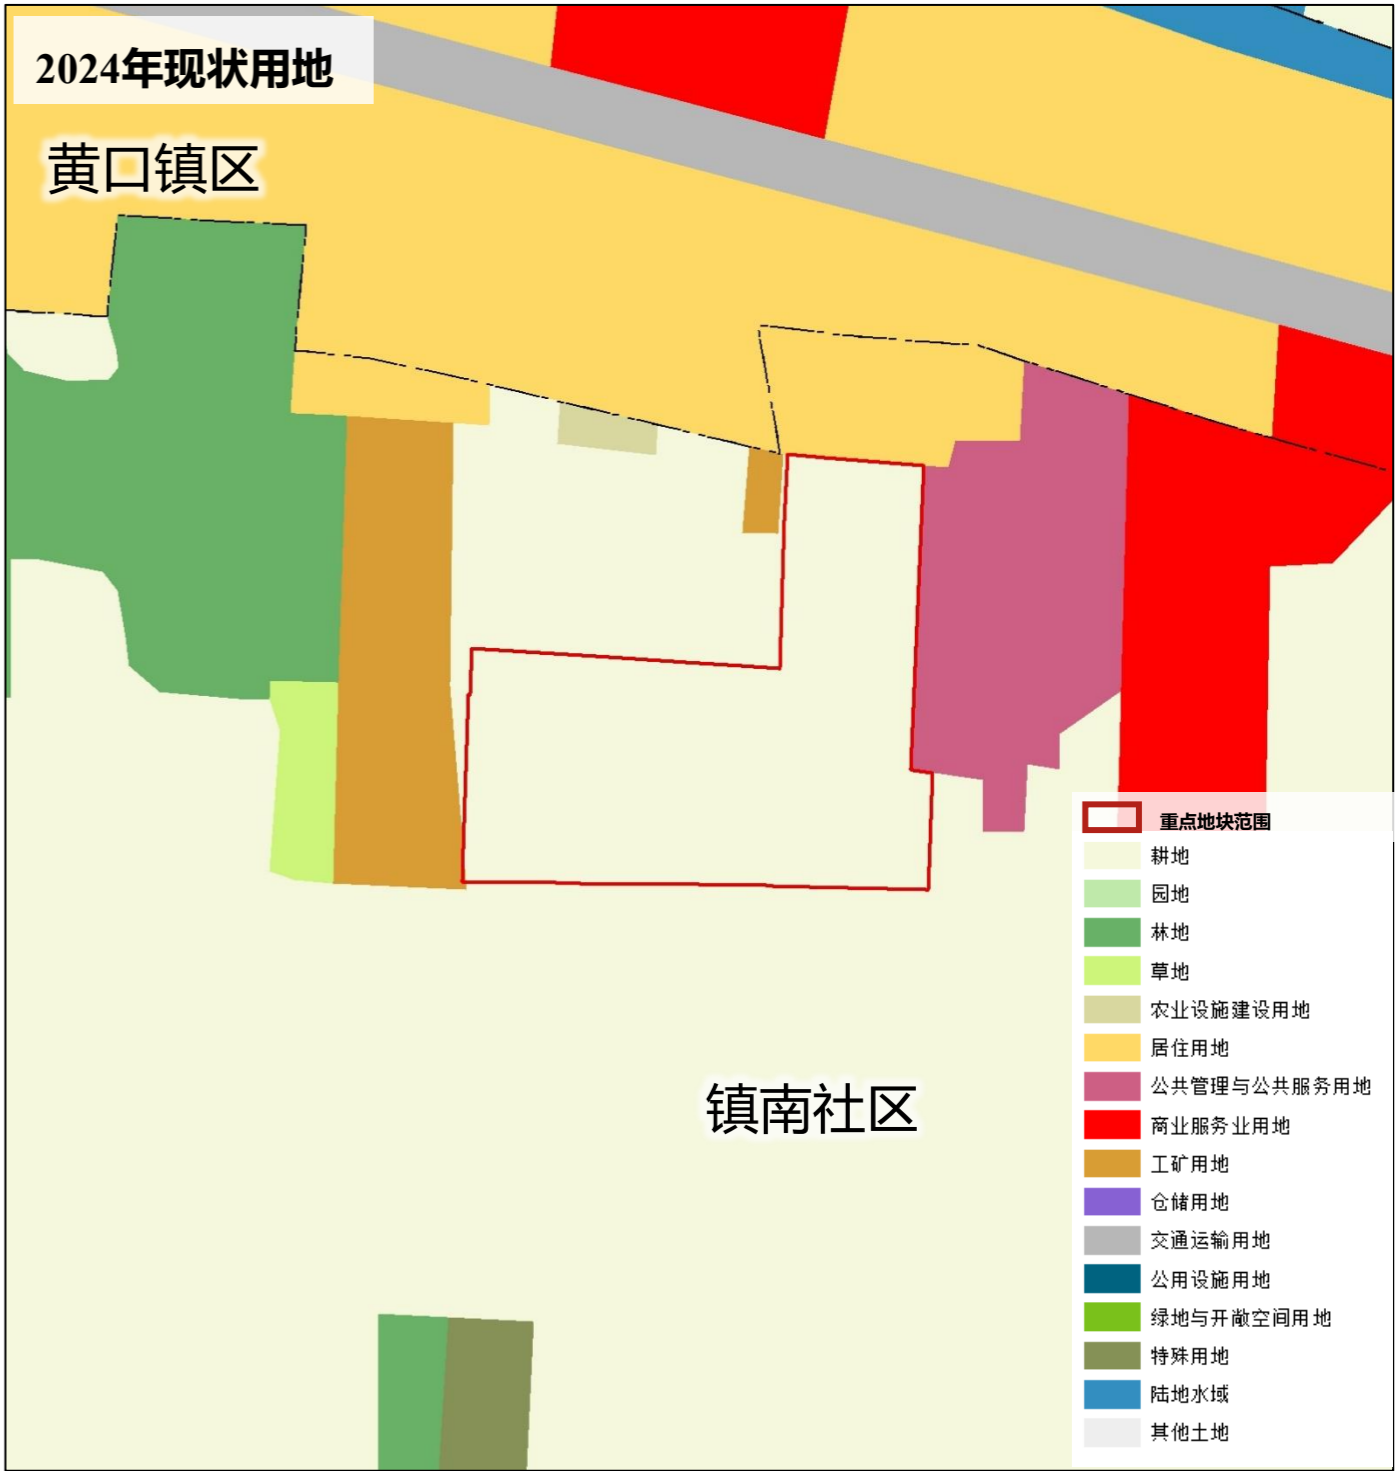 2024年现状用地
黄口镇区
镇南社区
重点地块范围
耕地
园地
林地
草地
农业设施建设用地
居住用地
公共管理与公共服务用地
商业服务业用地
工矿用地
仓储用地
交通运输用地
公用设施用地
绿地与开敞空间用地
特殊用地
陆地水域
其他土地